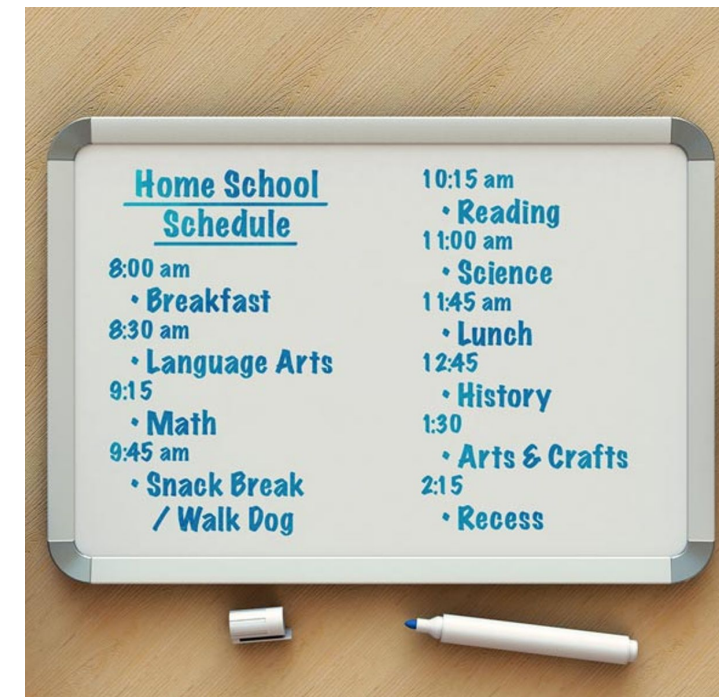 Home School
Schedule
8:00 am
• Breakfast
8:30 am
• Language Arts
9:15
• Math
9:45 am
• Snack Break
/ Walk Dog
10:15 am
• Reading
11:00 am
• Science
11:45 am
• Lunch
12:45
• History
1:30
• Arts & Crafts
2:15
• Recess